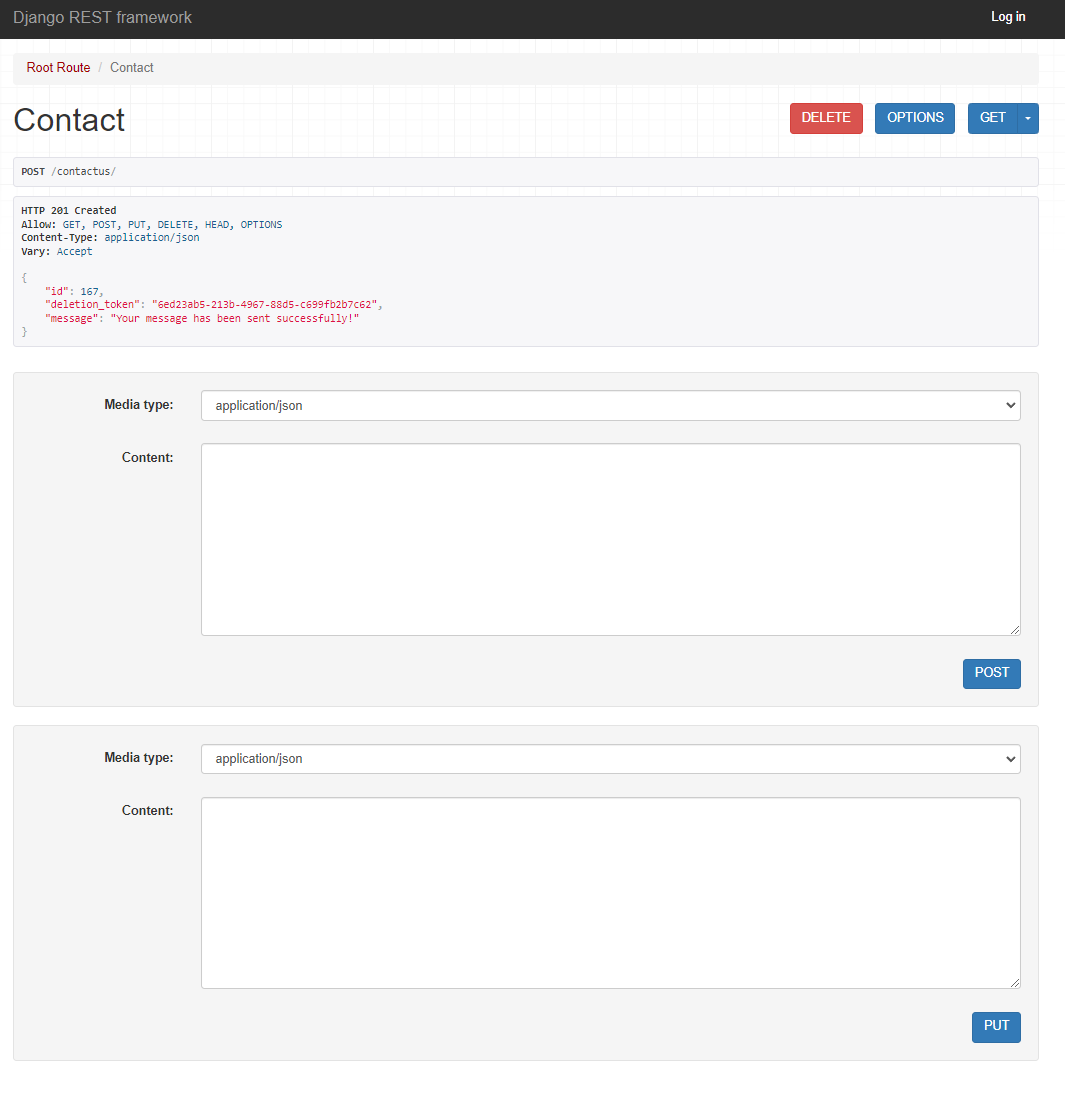 Django REST framework
Log in
Root Route / Contact
Contact
DELETE
OPTIONS
GET
POST /contactus/
HTTP 201 Created
Allow: GET, POST, PUT, DELETE, HEAD, OPTIONS
Content-Type: application/json
Vary: Accept
{
    "id": 167,
    "deletion_token": "6ed23ab5-213b-4967-88d5-c699fb2b7c62",
    "message": "Your message has been sent successfully!"
}
Media type:
application/json
Content:
POST
Media type:
application/json
Content:
PUT